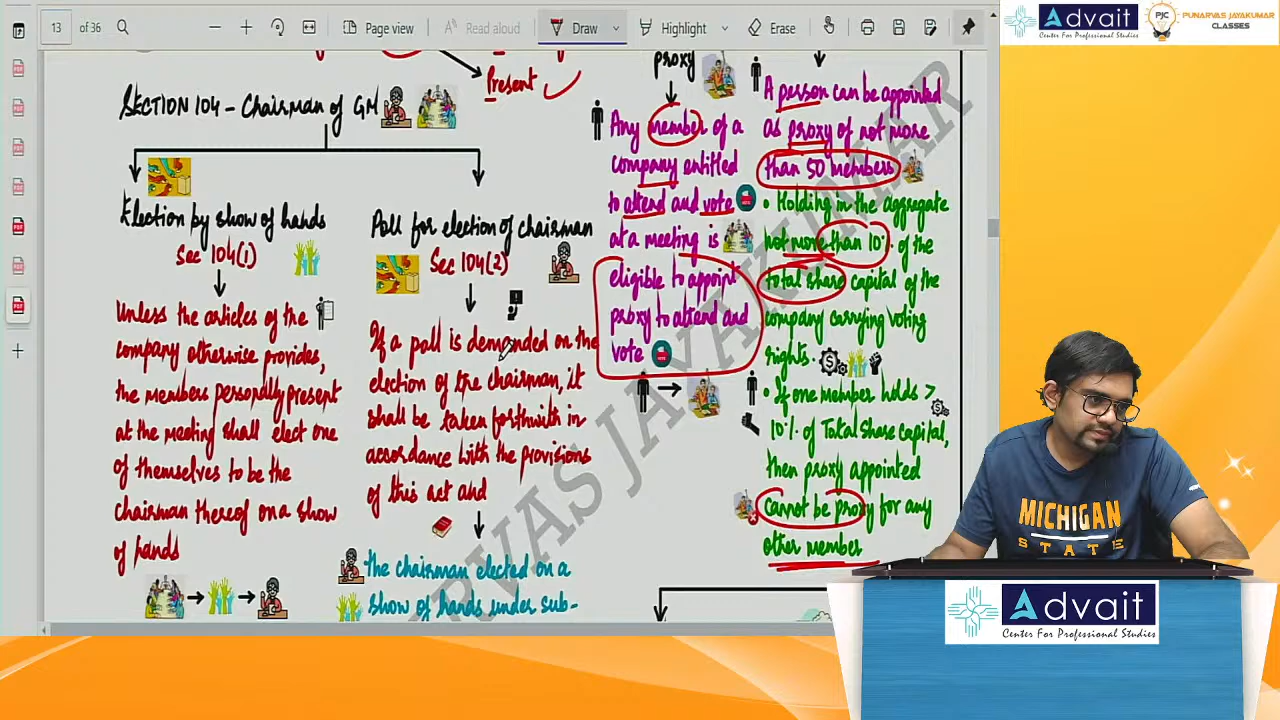 13 of 36
Page view
Read aloud
Draw
Highlight
Erase
Advait
Center For Professional Studies
PJC
PUNARVAS JAYAKUMAR
CLASSES
Present
SECTION 104 - Chairman of GM
Election by show of hands
Sec 104(1)
Unless the articles of the
company otherwise provides,
the members personally present
at the meeting shall elect one
of themselves to be the
chairman thereof on a show
of hands
Poll for election of chairman
Sec 104(2)
If a poll is demanded on the
election of the chairman, it
shall be taken forthwith in
accordance with the provisions
of this act and
the chairman elected on a
show of hands under sub-
proxy
Any member of a
company entitled
to attend and vote
at a meeting is
eligible to appoint
proxy to attend and
vote
A person can be appointed
as proxy of not more
than 50 members
• Holding in the aggregate
not more than 10% of the
total share capital of the
company carrying voting
rights.
• If one member holds >
10% of Total Share Capital,
then proxy appointed
cannot be proxy for any
other member
VAS JAYAKUMAR
MICHIGAN
STATE
Advait
Center For Professional Studies